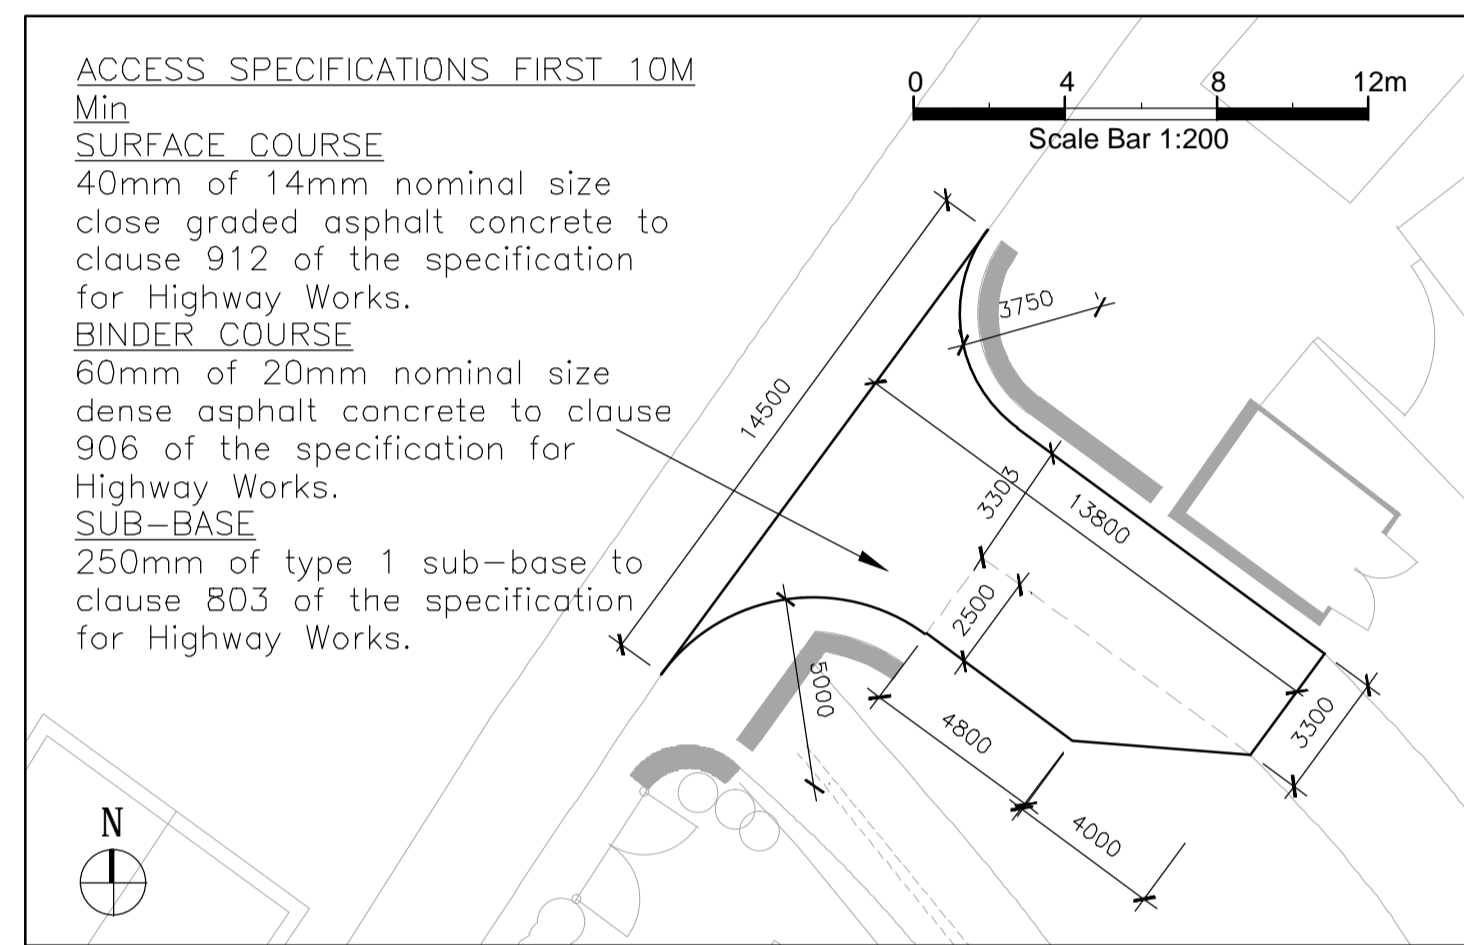 ACCESS SPECIFICATIONS FIRST 10M
Min
SURFACE COURSE
40mm of 14mm nominal size
close graded asphalt concrete to
clause 912 of the specification
for Highway Works.
BINDER COURSE
60mm of 20mm nominal size
dense asphalt concrete to clause
906 of the specification for
Highway Works.
SUB-BASE
250mm of type 1 sub-base to
clause 803 of the specification
for Highway Works.
0 4 8 12m
Scale Bar 1:200
3750
14500
3303
13800
2500
5000
4800
3300
4000
N